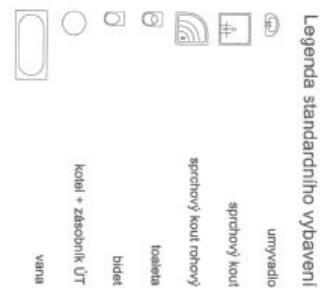 Legenda standardního vybavení
umyvadlo
sprchový kout
sprchový kout rohový
toaleta
bidet
kotel + zásobník ÚT
vana